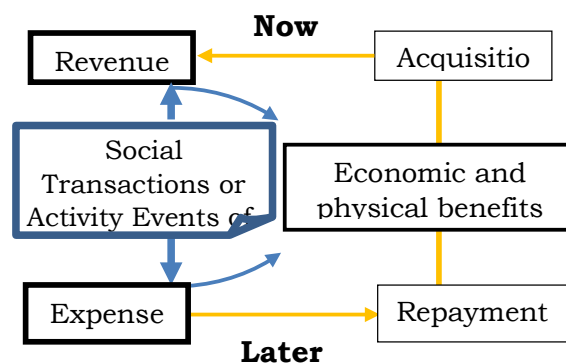 Now
Revenue
Acquisitio
Social
Transactions or
Activity Events of
Economic and
physical benefits
Expense
Repayment
Later